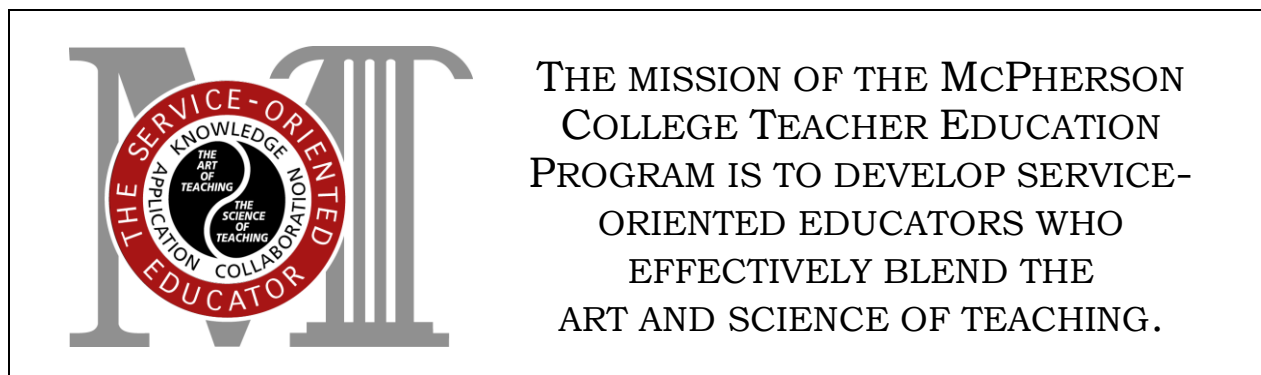 THE SERVICE-ORIENTED
EDUCATOR
KNOWLEDGE
APPLICATION
COLLABORATION
THE
ART
OF
TEACHING
THE
SCIENCE
OF
TEACHING
THE MISSION OF THE MCPHERSON
COLLEGE TEACHER EDUCATION
PROGRAM IS TO DEVELOP SERVICE-
ORIENTED EDUCATORS WHO
EFFECTIVELY BLEND THE
ART AND SCIENCE OF TEACHING.